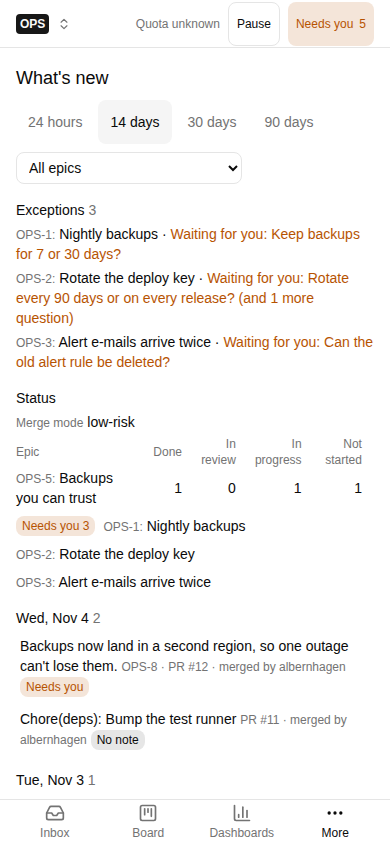 OPS
Quota unknown
Pause
Needs you 5
What's new
24 hours
14 days
30 days
90 days
All epics
Exceptions 3
OPS-1: Nightly backups · Waiting for you: Keep backups
for 7 or 30 days?
OPS-2: Rotate the deploy key · Waiting for you: Rotate
every 90 days or on every release? (and 1 more
question)
OPS-3: Alert e-mails arrive twice · Waiting for you: Can the
old alert rule be deleted?
Status
Merge mode low-risk
Epic Done In review In progress Not started
OPS-5: Backups
you can trust 1 0 1 1
Needs you 3 OPS-1: Nightly backups
OPS-2: Rotate the deploy key
OPS-3: Alert e-mails arrive twice
Wed, Nov 4 2
Backups now land in a second region, so one outage
can't lose them. OPS-8 · PR #12 · merged by albernhagen
Needs you
Chore(deps): Bump the test runner PR #11 · merged by
albernhagen No note
Tue, Nov 3 1
Inbox
Board
Dashboards
More